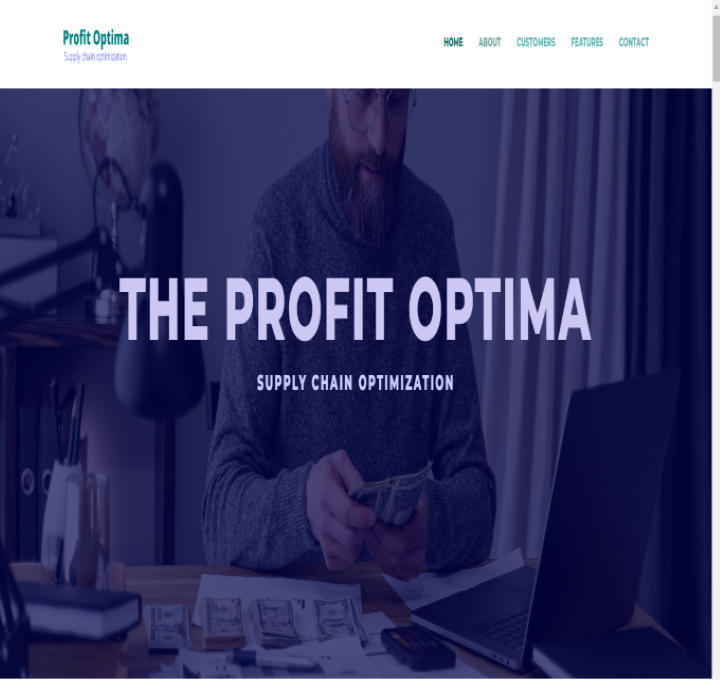 Profit Optima
Supply chain optimization
HOME ABOUT CUSTOMERS FEATURES CONTACT
THE PROFIT OPTIMA
SUPPLY CHAIN OPTIMIZATION